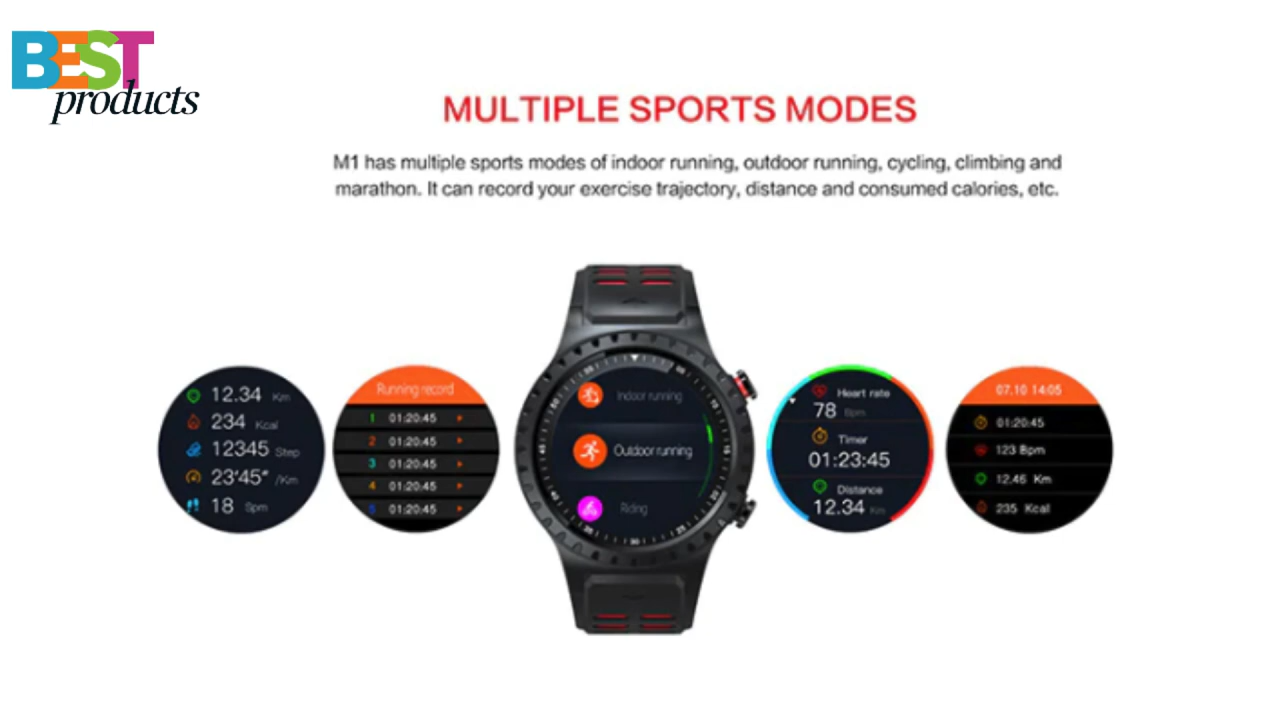 BEST
products
MULTIPLE SPORTS MODES
M1 has multiple sports modes of indoor running, outdoor running, cycling, climbing and
marathon. It can record your exercise trajectory, distance and consumed calories, etc.
12.34 Km
234 Kcal
12345 Step
23'45" /Km
18 Spm
Running record
1 01:20:45
2 01:20:45
3 01:20:45
4 01:20:45
5 01:20:45
Indoor running
Outdoor running
Riding
Heart rate
78 Bpm
Timer
01:23:45
Distance
12.34 Km
07.10 14:05
01:20:45
123 Bpm
12.46 Km
235 Kcal